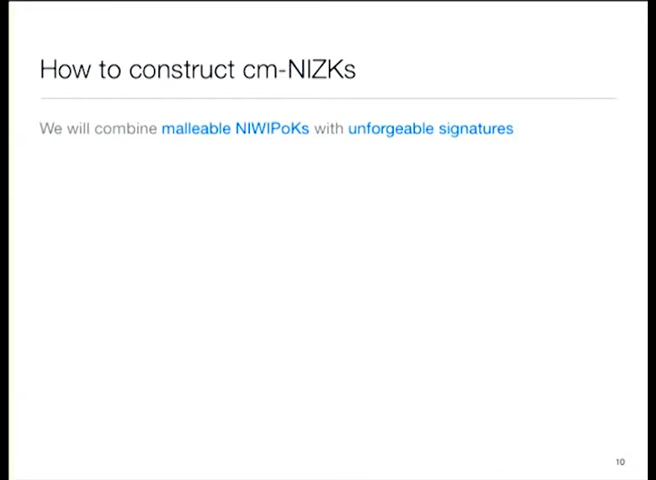 How to construct cm-NIZKs
We will combine malleable NIWIPoKs with unforgeable signatures
10